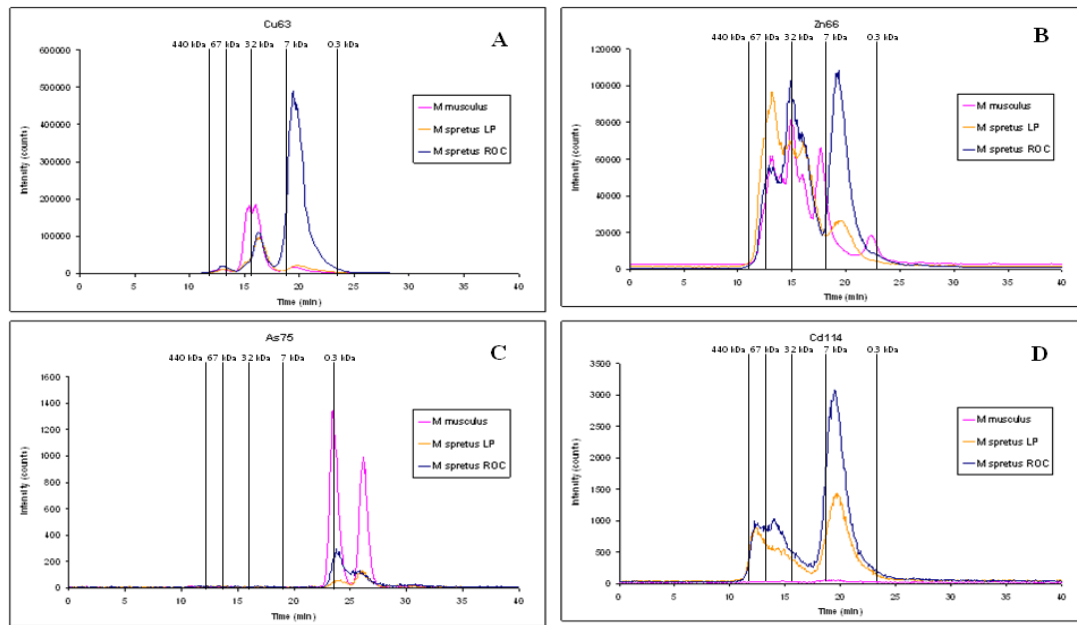 Cu63
A
440 kDa 67 kDa 32 kDa 7 kDa 0.3 kDa
600000
500000
400000
300000
200000
100000
0
Intensity (counts)
M musculus
M spretus LP
M spretus ROC
0 5 10 15 20 25 30 35 40
Time (min)
Zn66
B
440 kDa 67 kDa 32 kDa 7 kDa 0.3 kDa
120000
100000
80000
60000
40000
20000
0
Intensity (counts)
M musculus
M spretus LP
M spretus ROC
0 5 10 15 20 25 30 35 40
Time (min)
As75
C
440 kDa 67 kDa 32 kDa 7 kDa 0.3 kDa
1600
1400
1200
1000
800
600
400
200
0
Intensity (counts)
M musculus
M spretus LP
M spretus ROC
0 5 10 15 20 25 30 35 40
Time (min)
Cd114
D
440 kDa 67 kDa 32 kDa 7 kDa 0.3 kDa
3500
3000
2500
2000
1500
1000
500
0
Intensity (counts)
M musculus
M spretus LP
M spretus ROC
0 5 10 15 20 25 30 35 40
Time (min)